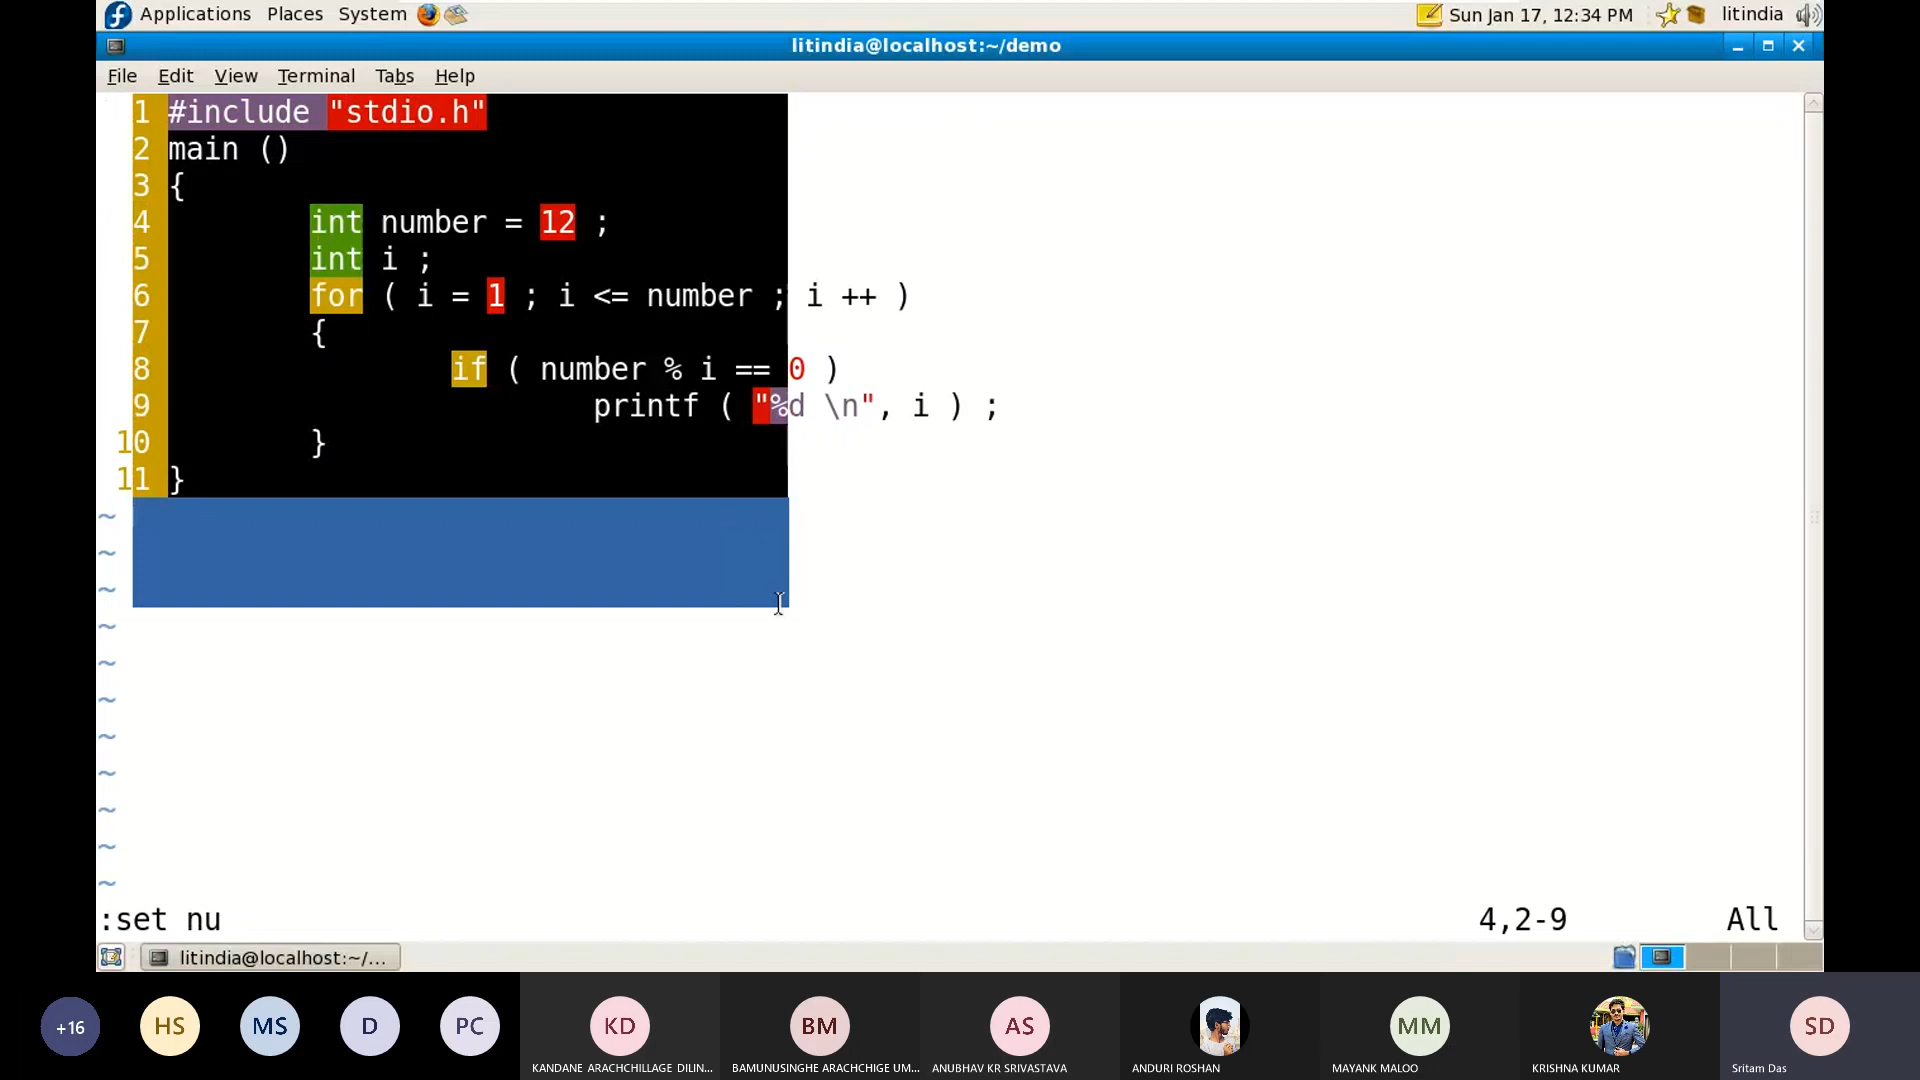 Applications Places System Sun Jan 17, 12:34 PM litindia
litindia@localhost:~/demo
File Edit View Terminal Tabs Help
1 #include "stdio.h"
2 main ()
3 {
4 int number = 12 ;
5 int i ;
6 for ( i = 1 ; i <= number ; i ++ )
7 {
8 if ( number % i == 0 )
9 printf ( "%d \n", i ) ;
10 }
11 }
~
~
~
~
~
~
~
~
~
~
~
:set nu 4,2-9 All
litindia@localhost:~/...
+16 HS MS D PC KD BM AS MM SD
KANDANE ARACHCHILLAGE DILIN... BAMUNUSINGHE ARACHCHIGE UM... ANUBHAV KR SRIVASTAVA ANDURI ROSHAN MAYANK MALOO KRISHNA KUMAR Sritam Das